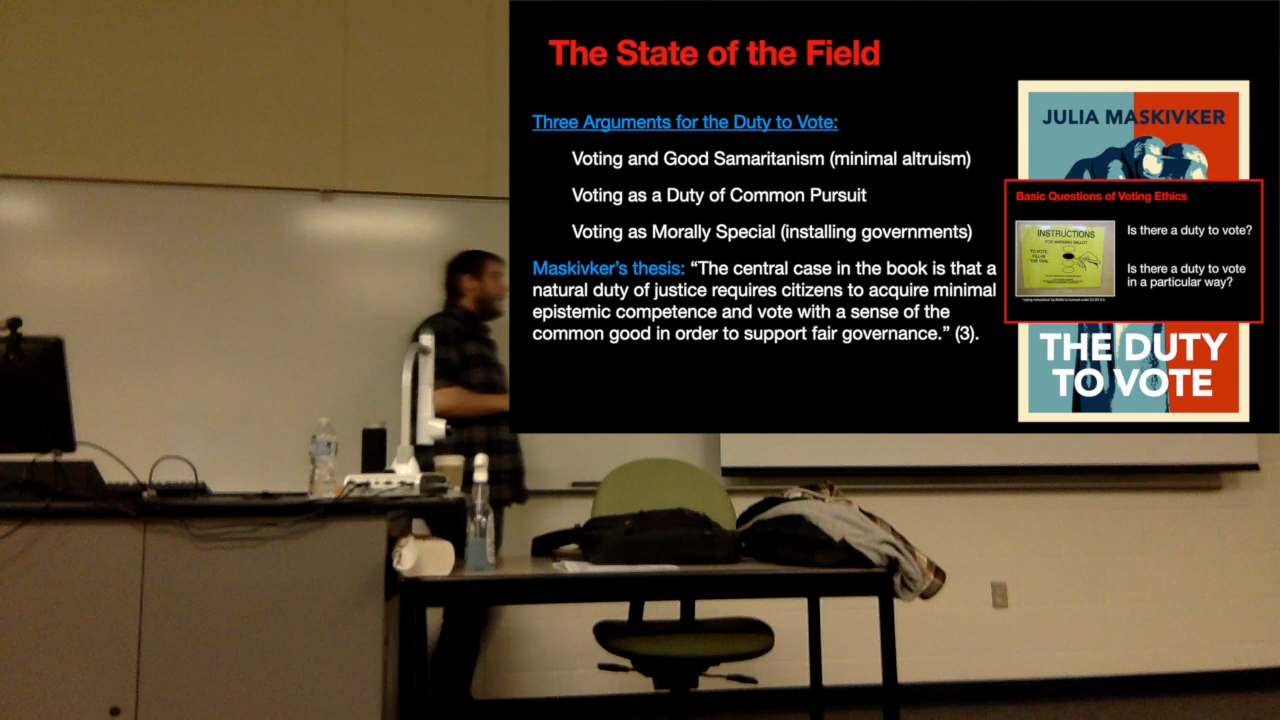 The State of the Field
Three Arguments for the Duty to Vote:
Voting and Good Samaritanism (minimal altruism)
Voting as a Duty of Common Pursuit
Voting as Morally Special (installing governments)
Maskivker's thesis: “The central case in the book is that a
natural duty of justice requires citizens to acquire minimal
epistemic competence and vote with a sense of the
common good in order to support fair governance.” (3).
JULIA MASKIVKER
Basic Questions of Voting Ethics
INSTRUCTIONS
FOR MARKING BALLOT
TO VOTE,
FILL-IN
THE OVAL
Is there a duty to vote?
Is there a duty to vote
in a particular way?
THE DUTY
TO VOTE